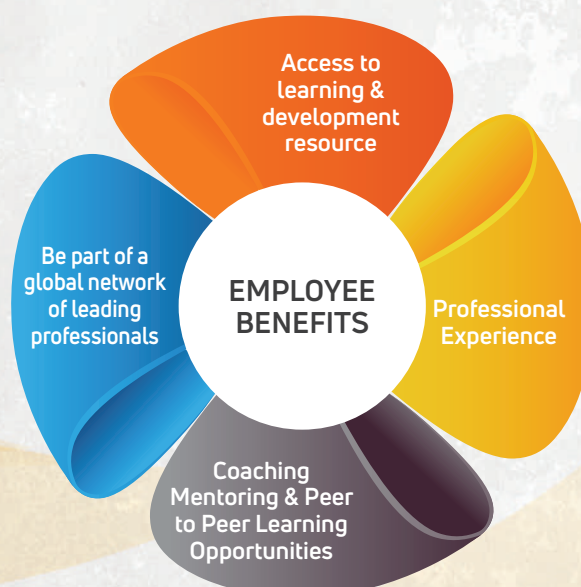 Access to
learning &
development
resource
Be part of a
global network
of leading
professionals
EMPLOYEE
BENEFITS
Professional
Experience
Coaching
Mentoring & Peer
to Peer Learning
Opportunities